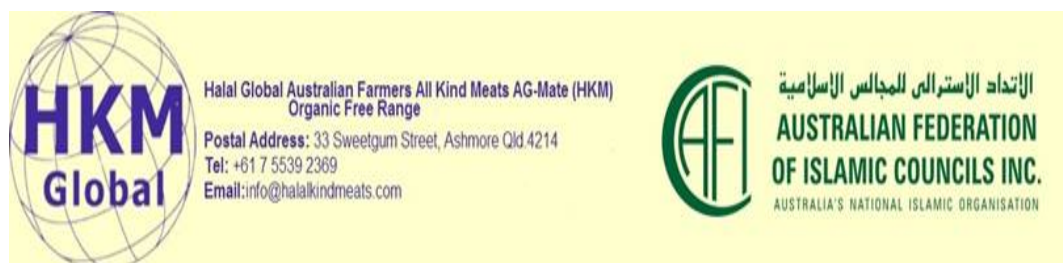 HKM
Global
Halal Global Australian Farmers All Kind Meats AG-Mate (HKM)
Organic Free Range
Postal Address: 33 Sweetgum Street, Ashmore Qld.4214
Tel: +61 7 5539 2369
Email:info@halalkindmeats.com
AFI
الاتحاد الاسترالى للمجالس الاسلامية
AUSTRALIAN FEDERATION
OF ISLAMIC COUNCILS INC.
AUSTRALIA'S NATIONAL ISLAMIC ORGANISATION